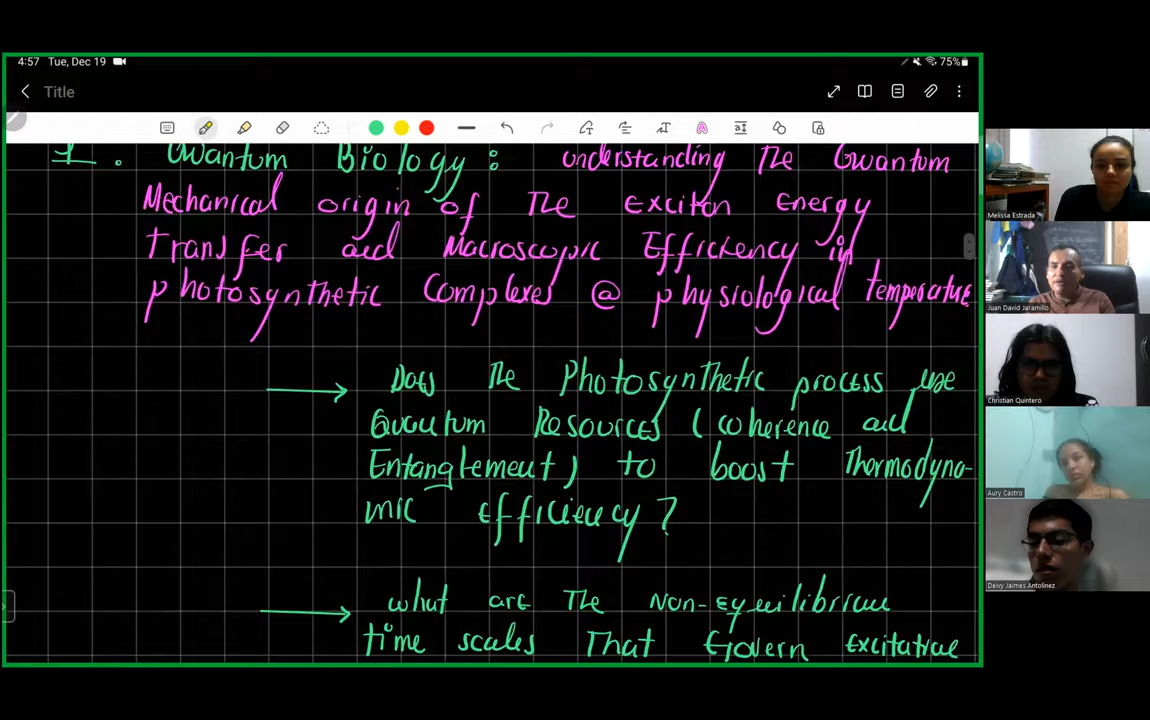 4:57 Tue, Dec 19
75%
Title
1. Quantum Biology: understanding The Quantum
Mechanical origin of The Exciton Energy
Transfer and Macroscopic Efficiency in
photosynthetic Complexes @ physiological temperature
Does The Photosynthetic process use
Quantum Resources (coherence and
Entanglement) to boost Thermodyna-
mic efficiency?
what are The Non-Equilibrium
time scales That Govern Excitation
Melissa Estrada
Juan David Jaramillo
Christian Quintero
Aury Castro
Deivy Jaimes Antolinez